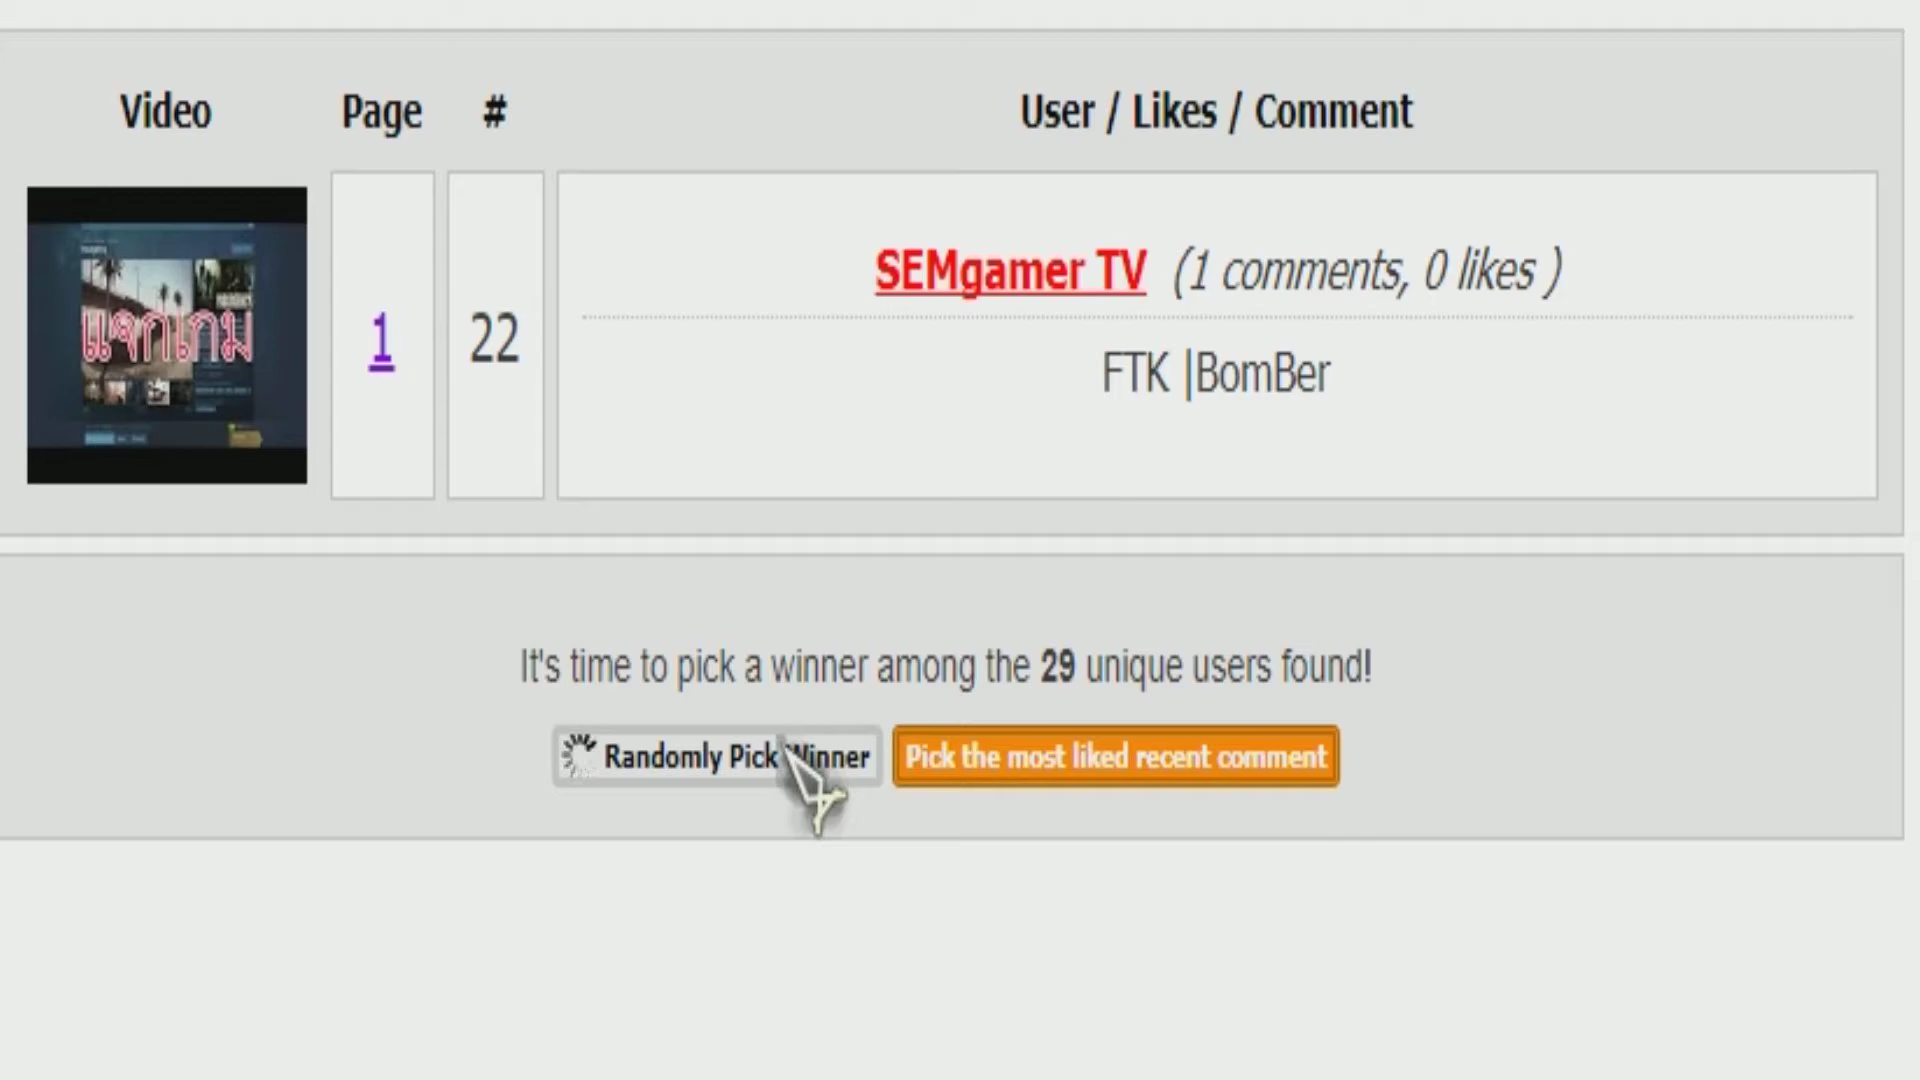 Video Page # User / Likes / Comment
แจกเกม
1 22
SEMgamer TV (1 comments, 0 likes )
FTK |BomBer
It's time to pick a winner among the 29 unique users found!
Randomly Pick Winner Pick the most liked recent comment